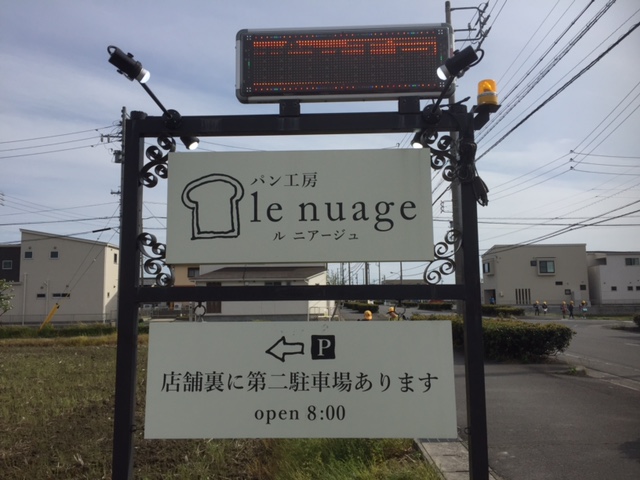 パン工房
le nuage
ル ニアージュ
P
店舗裏に第二駐車場あります
open 8:00